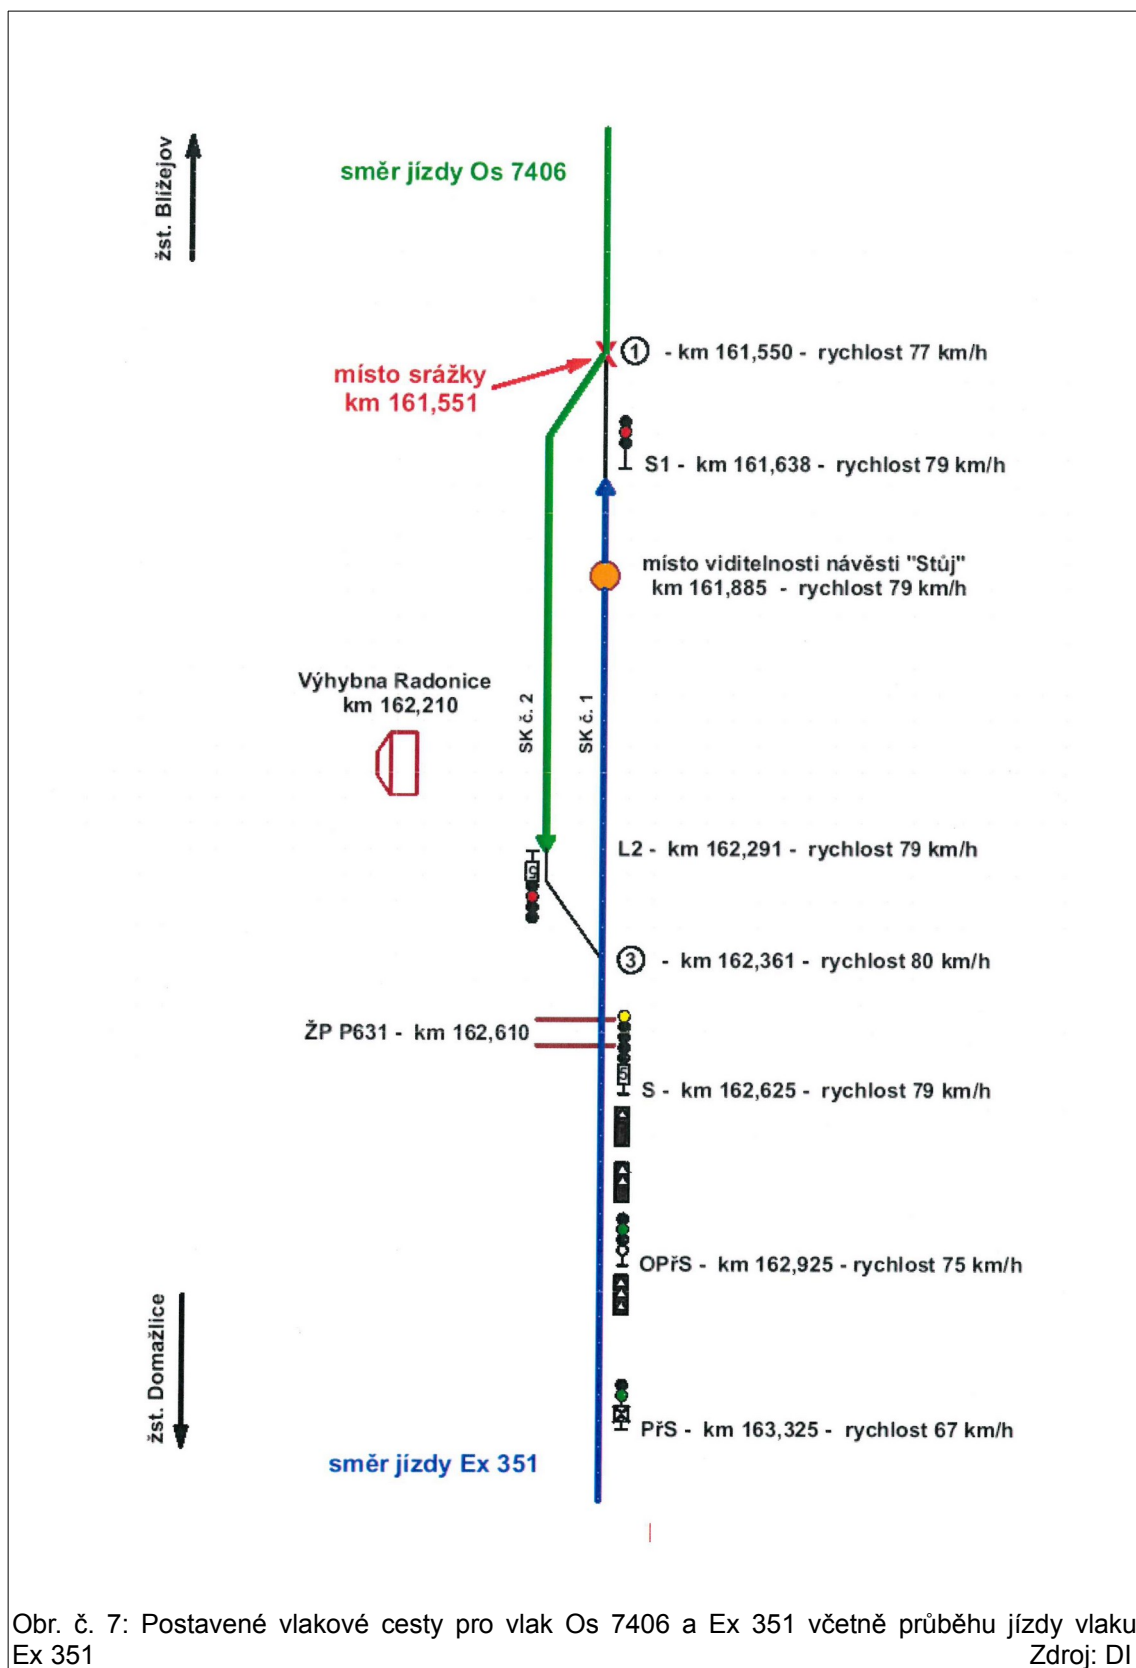 žst. Blížejov
směr jízdy Os 7406
1 - km 161,550 - rychlost 77 km/h
místo srážky
km 161,551
S1 - km 161,638 - rychlost 79 km/h
místo viditelnosti návěsti "Stůj"
km 161,885 - rychlost 79 km/h
Výhybna Radonice
km 162,210
SK č. 2
SK č. 1
L2 - km 162,291 - rychlost 79 km/h
5
3 - km 162,361 - rychlost 80 km/h
ŽP P631 - km 162,610
5
S - km 162,625 - rychlost 79 km/h
OPřS - km 162,925 - rychlost 75 km/h
žst. Domažlice
PřS - km 163,325 - rychlost 67 km/h
směr jízdy Ex 351
Obr. č. 7: Postavené vlakové cesty pro vlak Os 7406 a Ex 351 včetně průběhu jízdy vlaku
Ex 351 Zdroj: DI